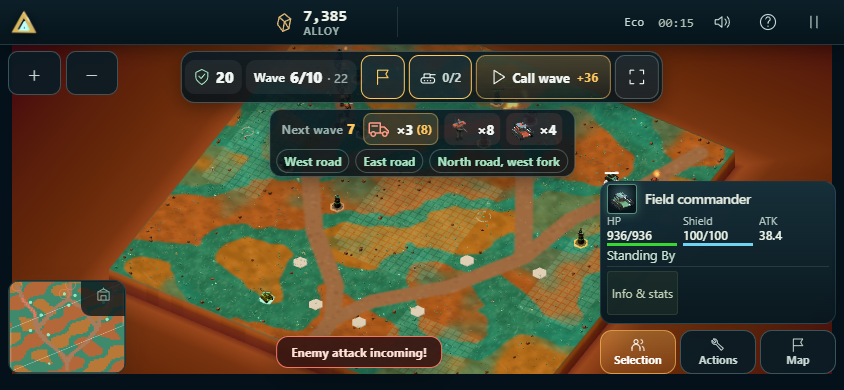 7,385
ALLOY
Eco 00:15
20
Wave 6/10 · 22
0/2
Call wave +36
Next wave 7
×3 (8)
×8
×4
West road
East road
North road, west fork
Field commander
HP Shield ATK
936/936 100/100 38.4
Standing By
Info & stats
Enemy attack incoming!
Selection
Actions
Map